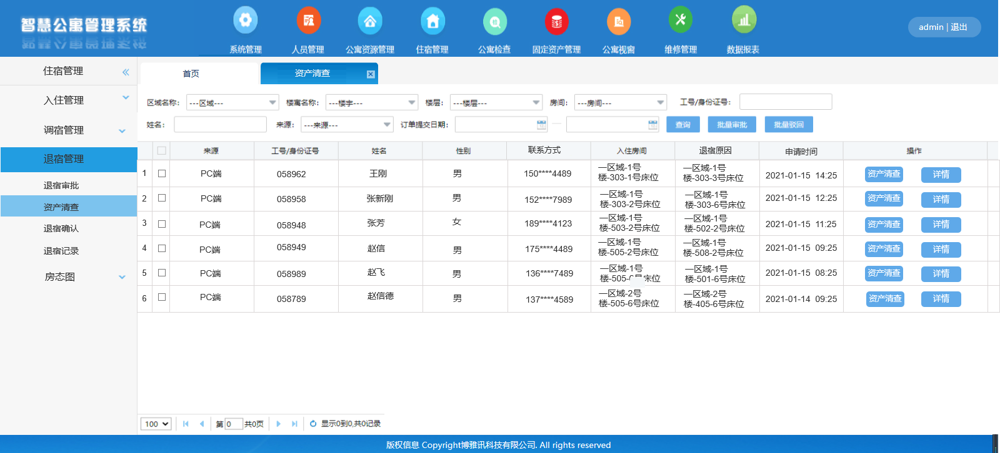 智慧公寓管理系统
系统管理 人员管理 公寓资源管理 住宿管理 公寓检查 固定资产管理 公寓视窗 维修管理 数据报表
admin | 退出
住宿管理
入住管理
调宿管理
退宿管理
退宿审批
资产清查
退宿确认
退宿记录
房态图
首页 资产清查
区域名称: ---区域--- 楼寓名称: ---楼宇--- 楼层: ---楼层--- 房间: ---房间--- 工号/身份证号:
姓名: 来源: ---来源--- 订单提交日期: — 查询 批量审批 批量驳回
来源 工号/身份证号 姓名 性别 联系方式 入住房间 退宿原因 申请时间 操作
1 PC端 058962 王刚 男 150****4489 一区域-1号楼-303-1号床位 一区域-1号楼-303-3号床位 2021-01-15 14:25 资产清查 详情
2 PC端 058958 张新刚 男 152****7989 一区域-1号楼-303-2号床位 一区域-1号楼-303-6号床位 2021-01-15 12:25 资产清查 详情
3 PC端 058948 张芳 女 189****4123 一区域-1号楼-503-2号床位 一区域-1号楼-502-2号床位 2021-01-15 11:25 资产清查 详情
4 PC端 058949 赵信 男 175****4489 一区域-1号楼-505-2号床位 一区域-1号楼-508-2号床位 2021-01-15 09:25 资产清查 详情
5 PC端 058989 赵飞 男 136****7489 一区域-1号楼-505-号床位 一区域-1号楼-501-6号床位 2021-01-15 08:25 资产清查 详情
6 PC端 058789 赵信德 男 137****4589 一区域-2号楼-505-6号床位 一区域-2号楼-405-6号床位 2021-01-14 09:25 资产清查 详情
100 第 0 共0页 显示0到0,共0记录
版权信息 Copyright博雅讯科技有限公司. All rights reserved